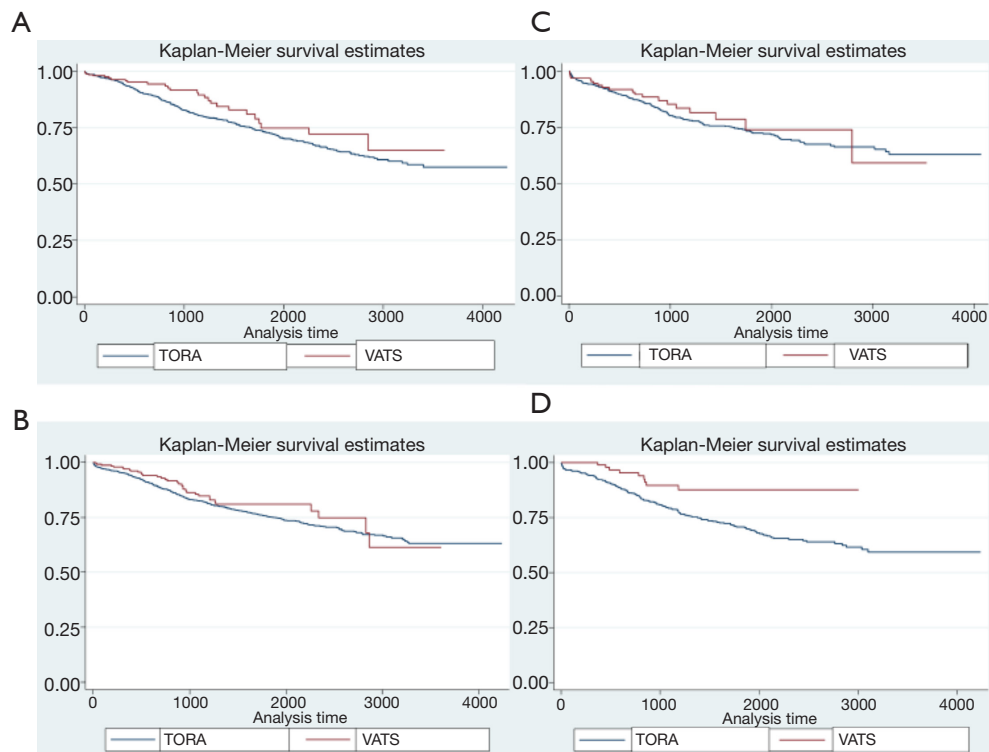 A
Kaplan-Meier survival estimates
1.00
0.75
0.50
0.25
0.00
0 1000 2000 3000 4000
Analysis time
TORA VATS
C
Kaplan-Meier survival estimates
1.00
0.75
0.50
0.25
0.00
0 1000 2000 3000 4000
Analysis time
TORA VATS
B
Kaplan-Meier survival estimates
1.00
0.75
0.50
0.25
0.00
0 1000 2000 3000 4000
Analysis time
TORA VATS
D
Kaplan-Meier survival estimates
1.00
0.75
0.50
0.25
0.00
0 1000 2000 3000 4000
Analysis time
TORA VATS